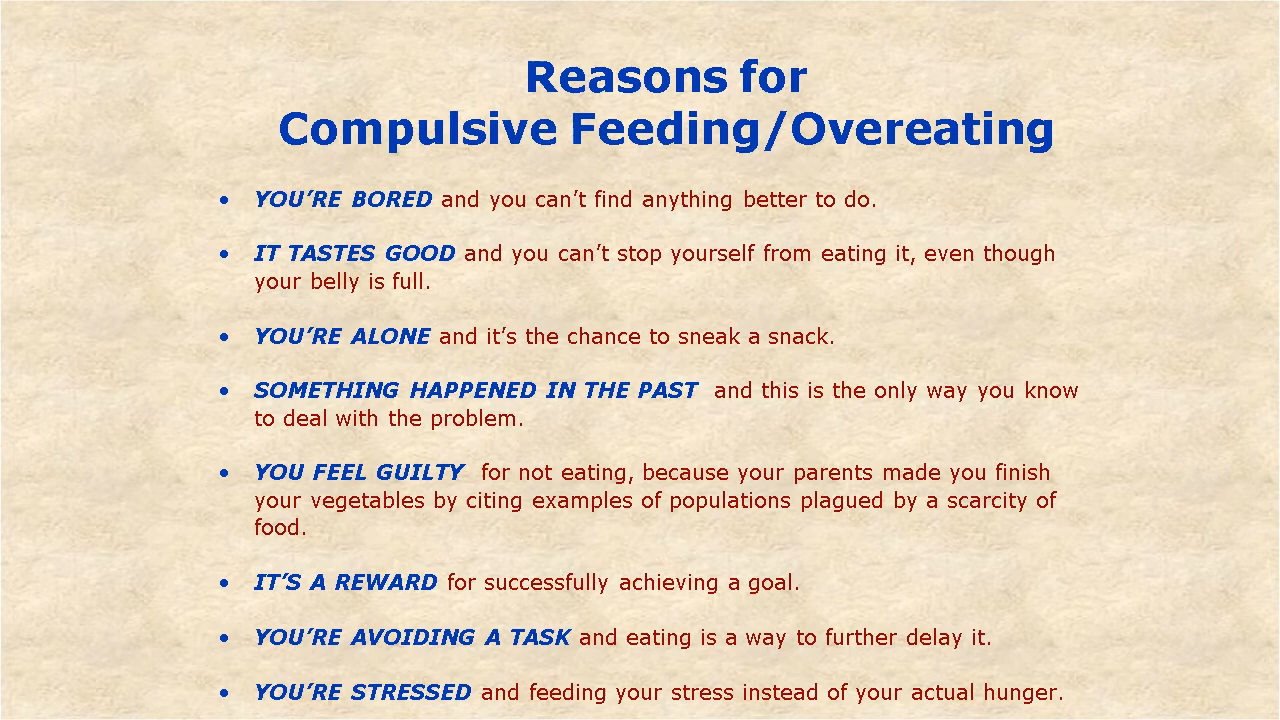 Reasons for
Compulsive Feeding/Overeating
• YOU’RE BORED and you can’t find anything better to do.
• IT TASTES GOOD and you can’t stop yourself from eating it, even though
your belly is full.
• YOU’RE ALONE and it’s the chance to sneak a snack.
• SOMETHING HAPPENED IN THE PAST and this is the only way you know
to deal with the problem.
• YOU FEEL GUILTY for not eating, because your parents made you finish
your vegetables by citing examples of populations plagued by a scarcity of
food.
• IT’S A REWARD for successfully achieving a goal.
• YOU’RE AVOIDING A TASK and eating is a way to further delay it.
• YOU’RE STRESSED and feeding your stress instead of your actual hunger.